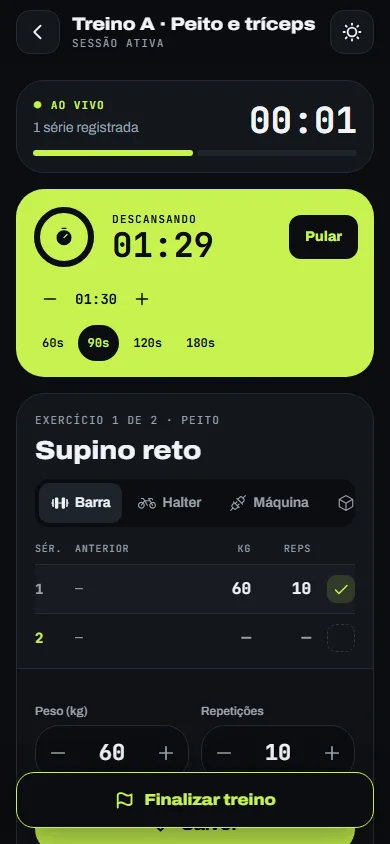 Treino A · Peito e tríceps
SESSÃO ATIVA
AO VIVO
1 série registrada
00:01
DESCANSANDO
01:29
Pular
— 01:30 +
60s 90s 120s 180s
EXERCÍCIO 1 DE 2 · PEITO
Supino reto
Barra Halter Máquina
SÉR. ANTERIOR KG REPS
1 — 60 10
2 — — —
Peso (kg) Repetições
— 60 + — 10 +
Finalizar treino